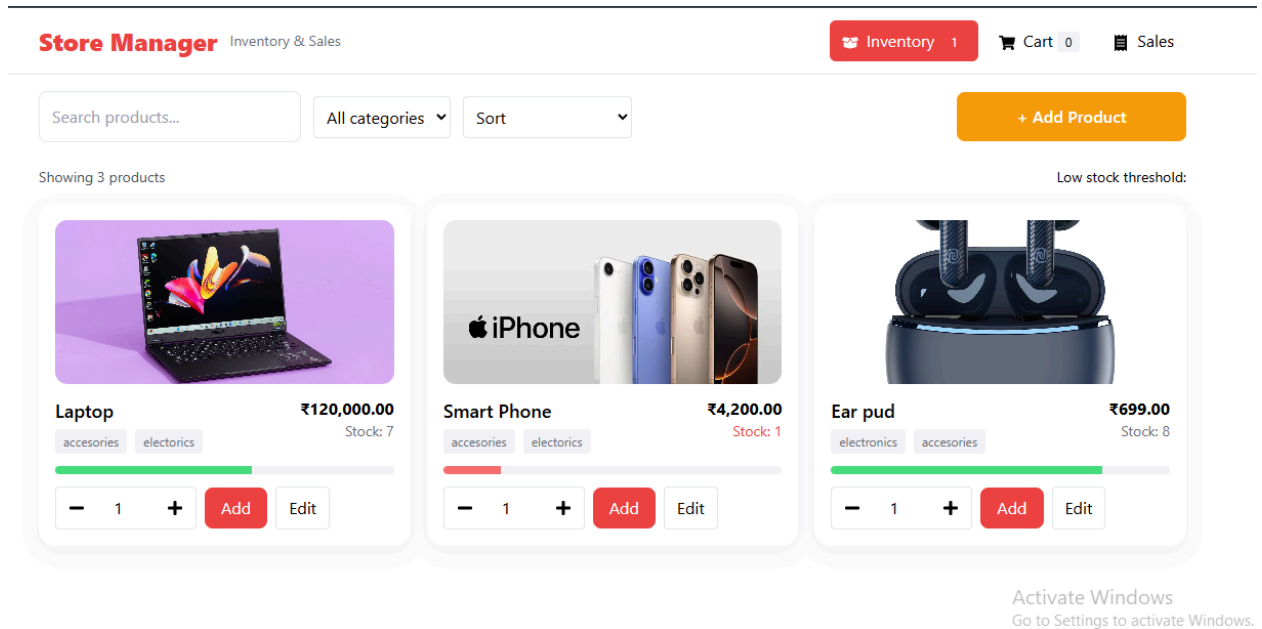 Store Manager Inventory & Sales Inventory 1 Cart 0 Sales
Search products... All categories Sort + Add Product
Showing 3 products Low stock threshold:
iPhone
Laptop ₹120,000.00
accesories electorics Stock: 7
1 Add Edit
Smart Phone ₹4,200.00
accesories electorics Stock: 1
1 Add Edit
Ear pud ₹699.00
electronics accesories Stock: 8
1 Add Edit
Activate Windows
Go to Settings to activate Windows.